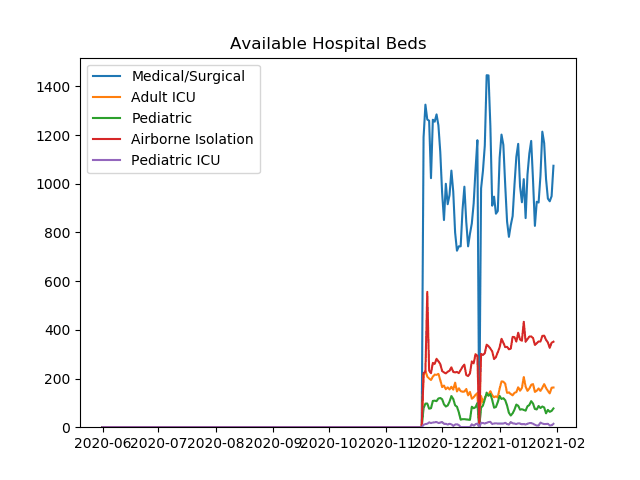 Available Hospital Beds
1400
1200
1000
800
600
400
200
0
Medical/Surgical
Adult ICU
Pediatric
Airborne Isolation
Pediatric ICU
2020-06 2020-07 2020-08 2020-09 2020-10 2020-11 2020-12 2021-01 2021-02